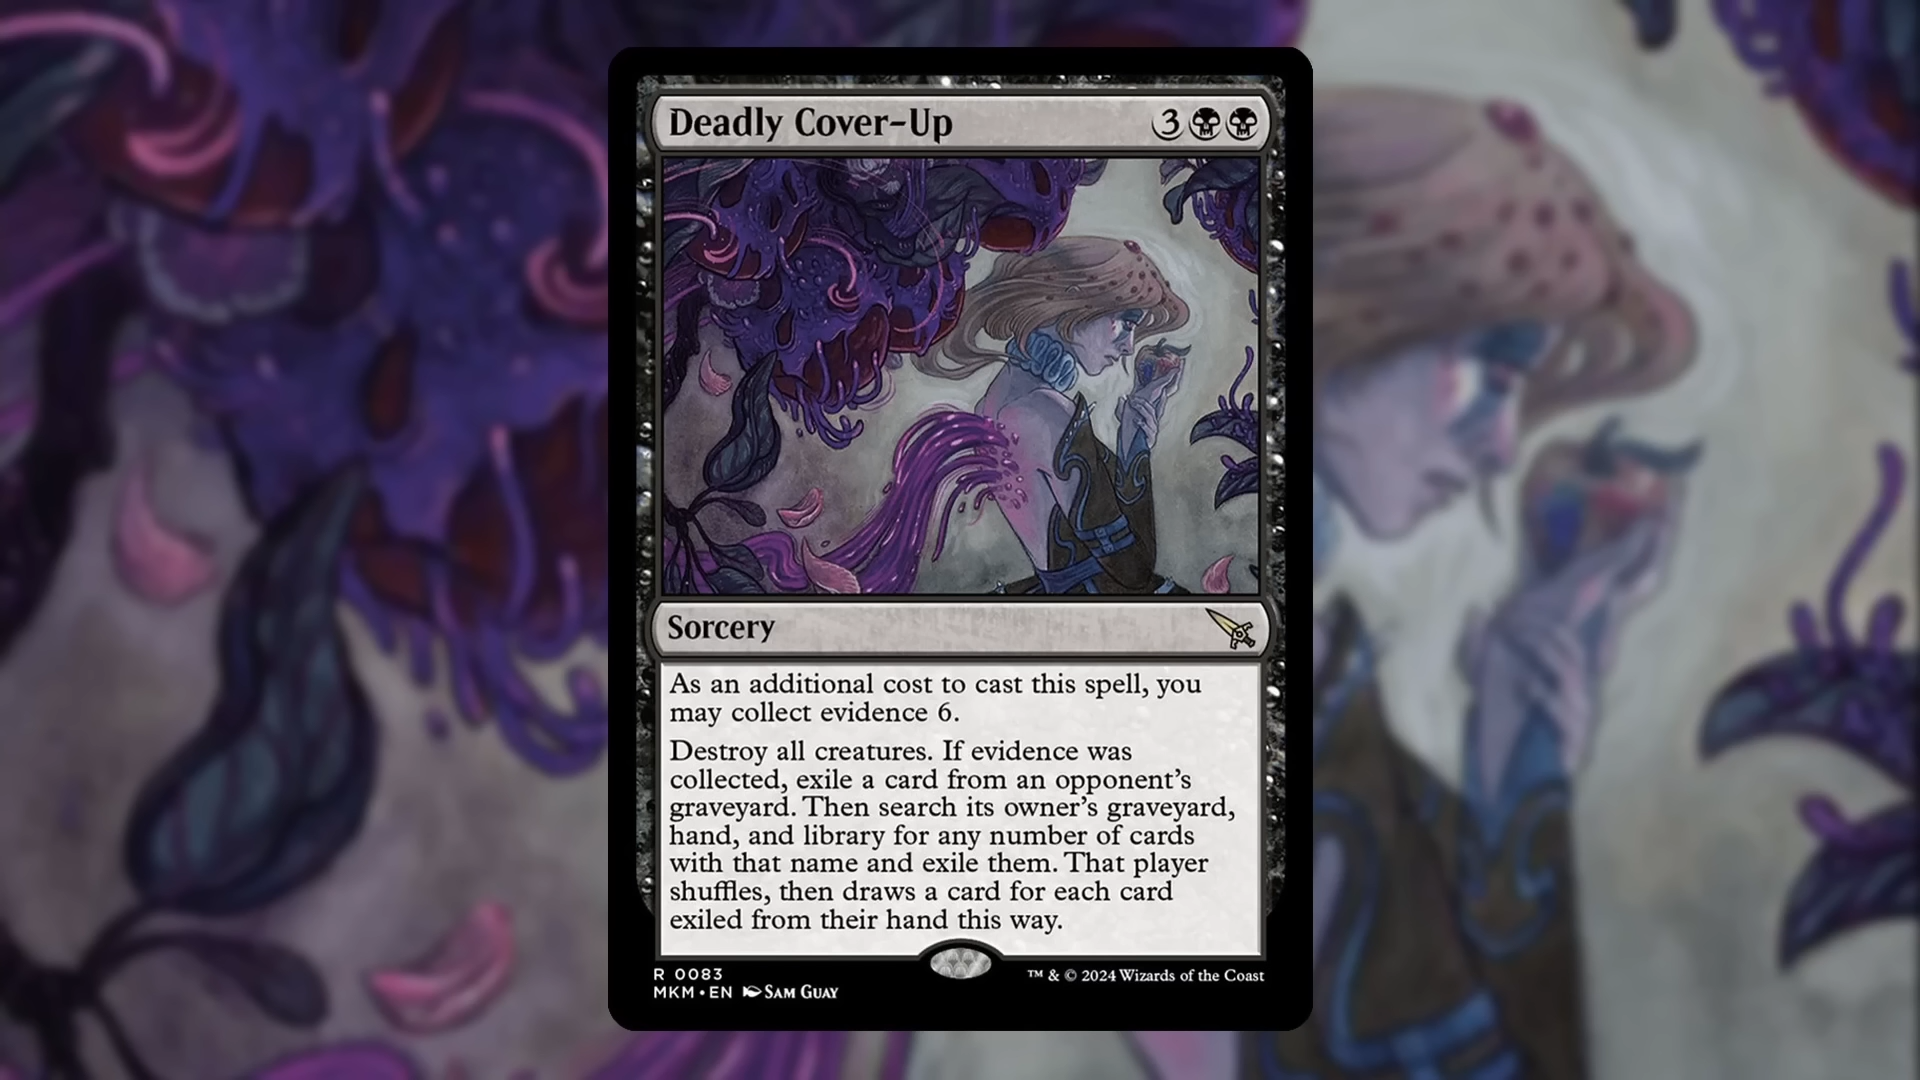 Deadly Cover-Up 3
Sorcery
As an additional cost to cast this spell, you
may collect evidence 6.
Destroy all creatures. If evidence was
collected, exile a card from an opponent's
graveyard. Then search its owner's graveyard,
hand, and library for any number of cards
with that name and exile them. That player
shuffles, then draws a card for each card
exiled from their hand this way.
R 0083
MKM • EN SAM GUAY
™ & © 2024 Wizards of the Coast